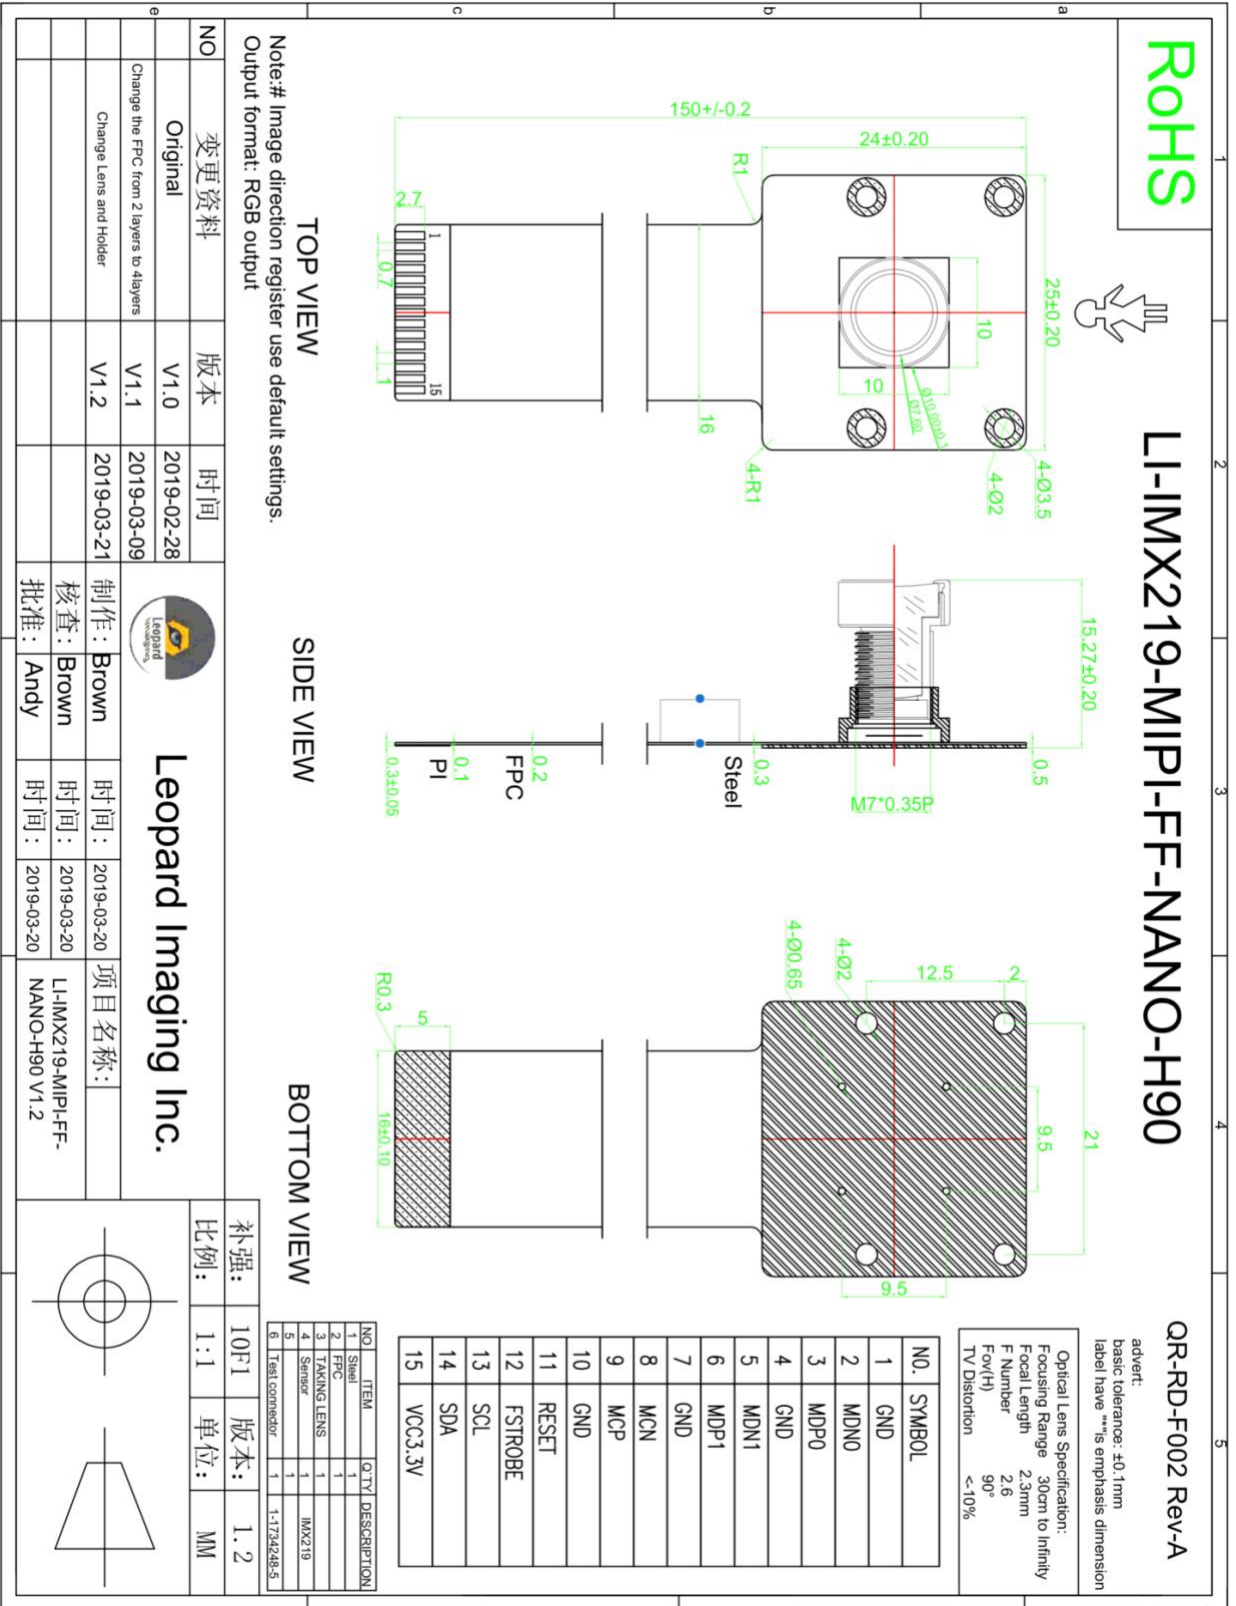 RoHS
LI-IMX219-MIPI-FF-NANO-H90
QR-RD-F002 Rev-A
1
2
3
4
5
a
b
c
e
advert:
basic tolerance: ±0.1mm
label have "*"is emphasis dimension
Optical Lens Specification:
Focusing Range 30cm to Infinity
Focal Length 2.3mm
F Number 2.6
Fov(H) 90°
TV Distortion <-10%
150+/-0.2
24±0.20
25±0.20
R1
10
10
Ø10.00±0.1
Ø7.60
4-Ø3.5
4-Ø2
4-R1
16
2.7
0.7
1
1
15
TOP VIEW
15.27±0.20
0.5
M7*0.35P
0.3
Steel
0.2
FPC
0.1
PI
0.3±0.05
SIDE VIEW
21
9.5
9.5
12.5
2
4-Ø2
4-Ø0.65
R0.3
5
16±0.10
BOTTOM VIEW
NO. SYMBOL
1 GND
2 MDN0
3 MDP0
4 GND
5 MDN1
6 MDP1
7 GND
8 MCN
9 MCP
10 GND
11 RESET
12 FSTROBE
13 SCL
14 SDA
15 VCC3.3V
NO ITEM Q'TY DESCRIPTION
1 Steel 1
2 FPC 1
3 TAKING LENS 1
4 Sensor 1 IMX219
5 1
6 Test connector 1 1-1734248-5
Note:# Image direction register use default settings.
Output format: RGB output
NO 变更资料 版本 时间
Original V1.0 2019-02-28
Change the FPC from 2 layers to 4layers V1.1 2019-03-09
Change Lens and Holder V1.2 2019-03-21
Leopard
Leopard Imaging Inc.
制作: Brown 时间: 2019-03-20 项目名称:
核查: Brown 时间: 2019-03-20
批准: Andy 时间: 2019-03-20
LI-IMX219-MIPI-FF-
NANO-H90 V1.2
补强: 10F1 版本: 1.2
比例: 1:1 单位: MM